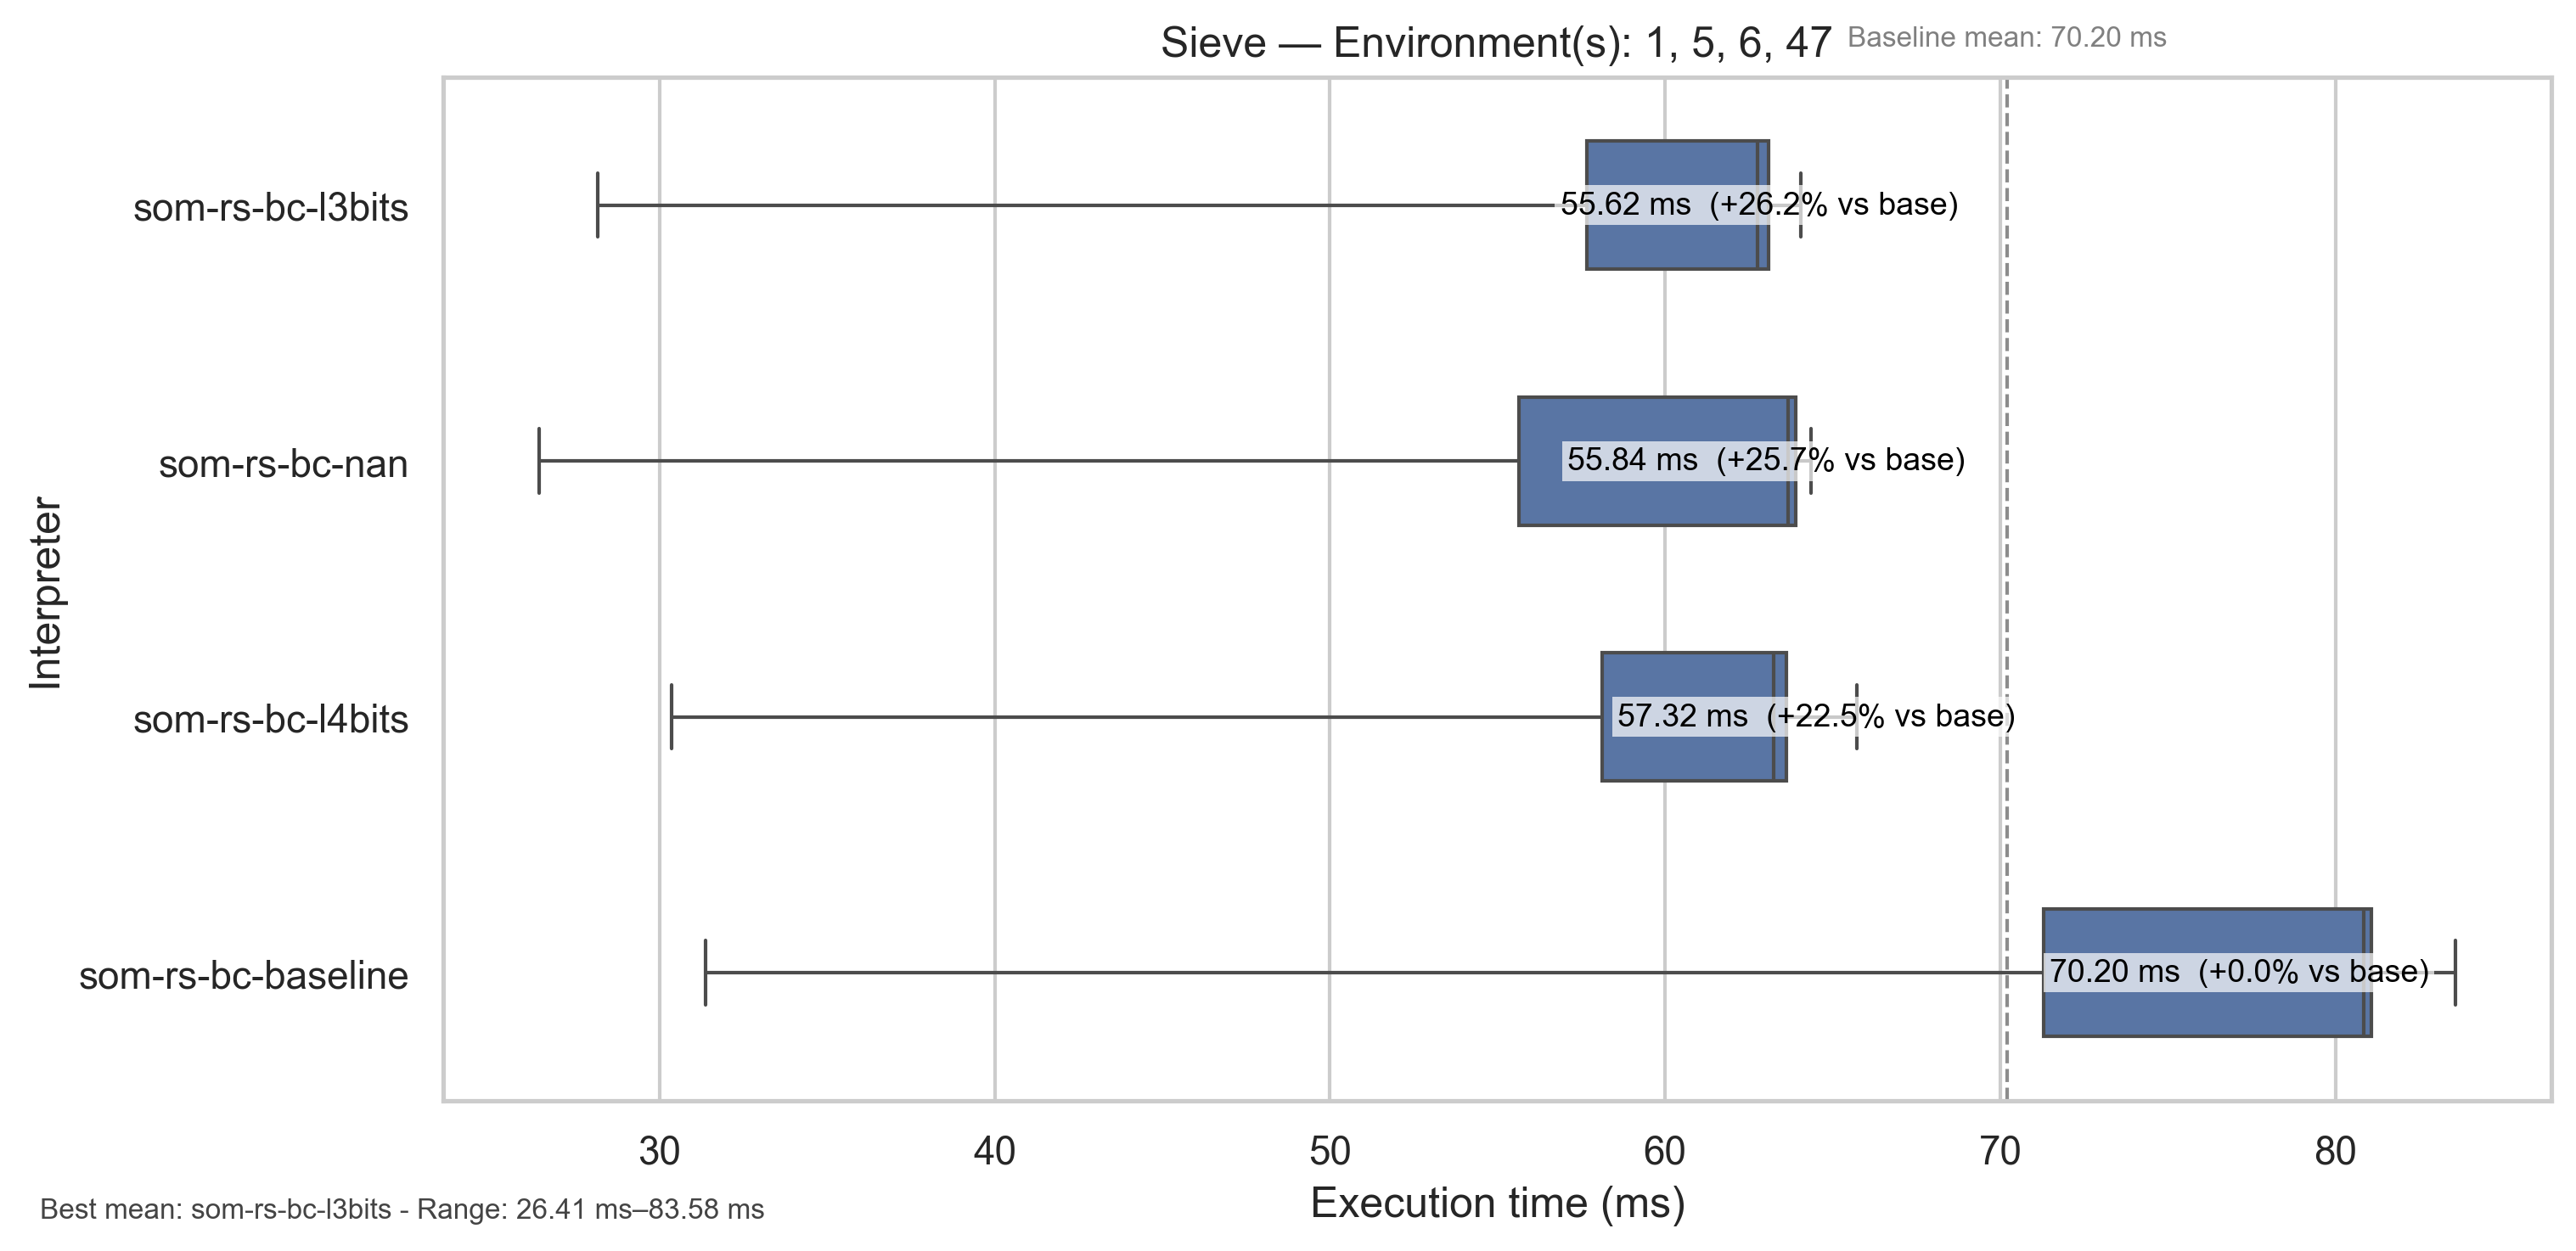 Sieve — Environment(s): 1, 5, 6, 47
Baseline mean: 70.20 ms
Interpreter
som-rs-bc-l3bits
55.62 ms (+26.2% vs base)
som-rs-bc-nan
55.84 ms (+25.7% vs base)
som-rs-bc-l4bits
57.32 ms (+22.5% vs base)
som-rs-bc-baseline
70.20 ms (+0.0% vs base)
30 40 50 60 70 80
Execution time (ms)
Best mean: som-rs-bc-l3bits - Range: 26.41 ms–83.58 ms